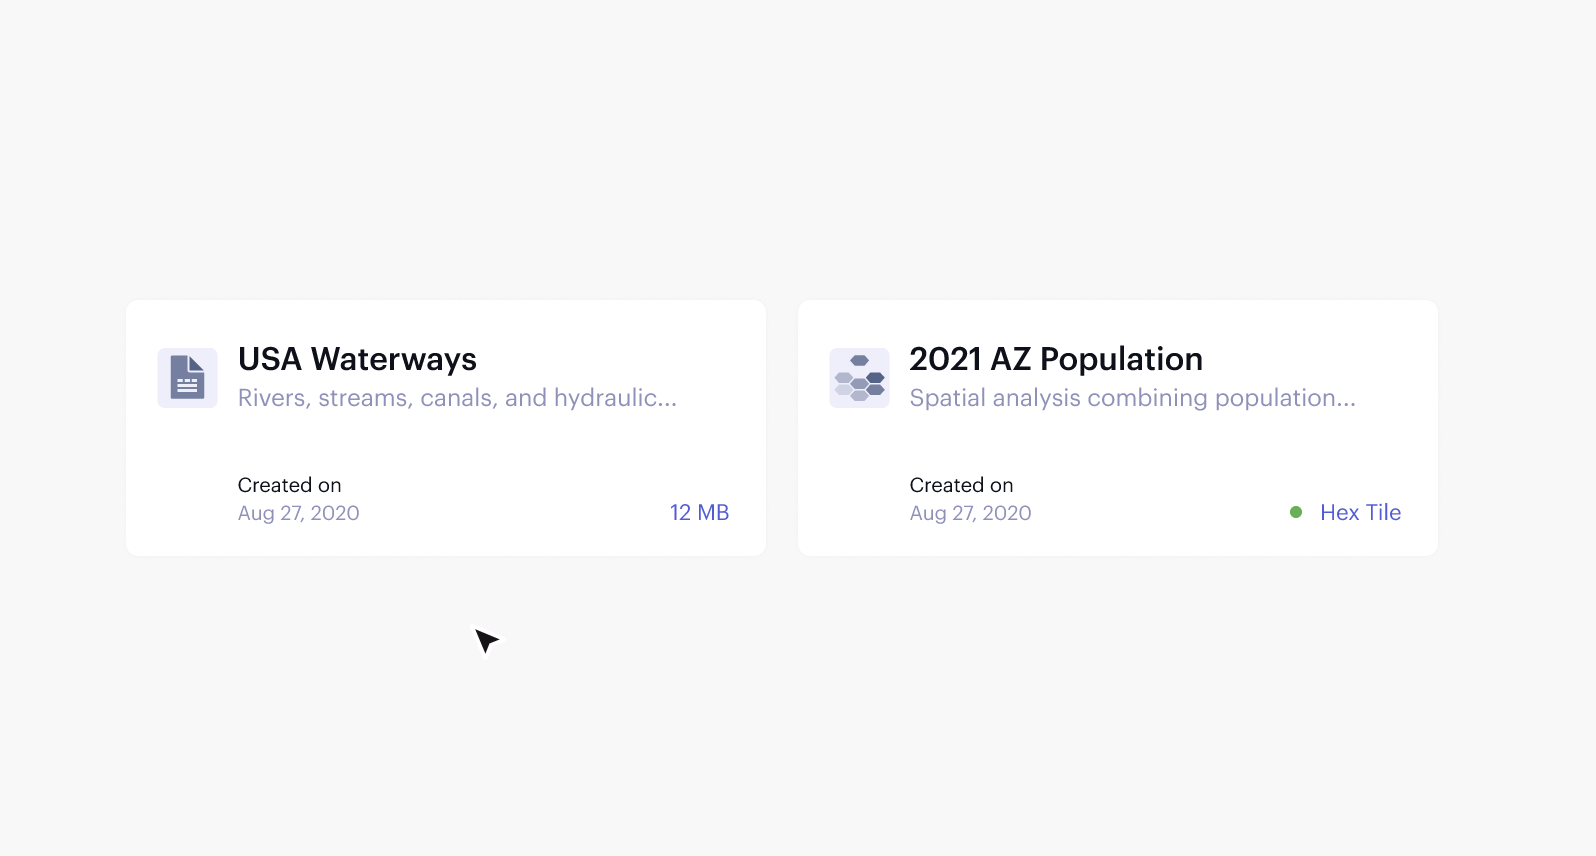 USA Waterways
Rivers, streams, canals, and hydraulic...
Created on
Aug 27, 2020
12 MB
2021 AZ Population
Spatial analysis combining population...
Created on
Aug 27, 2020
Hex Tile